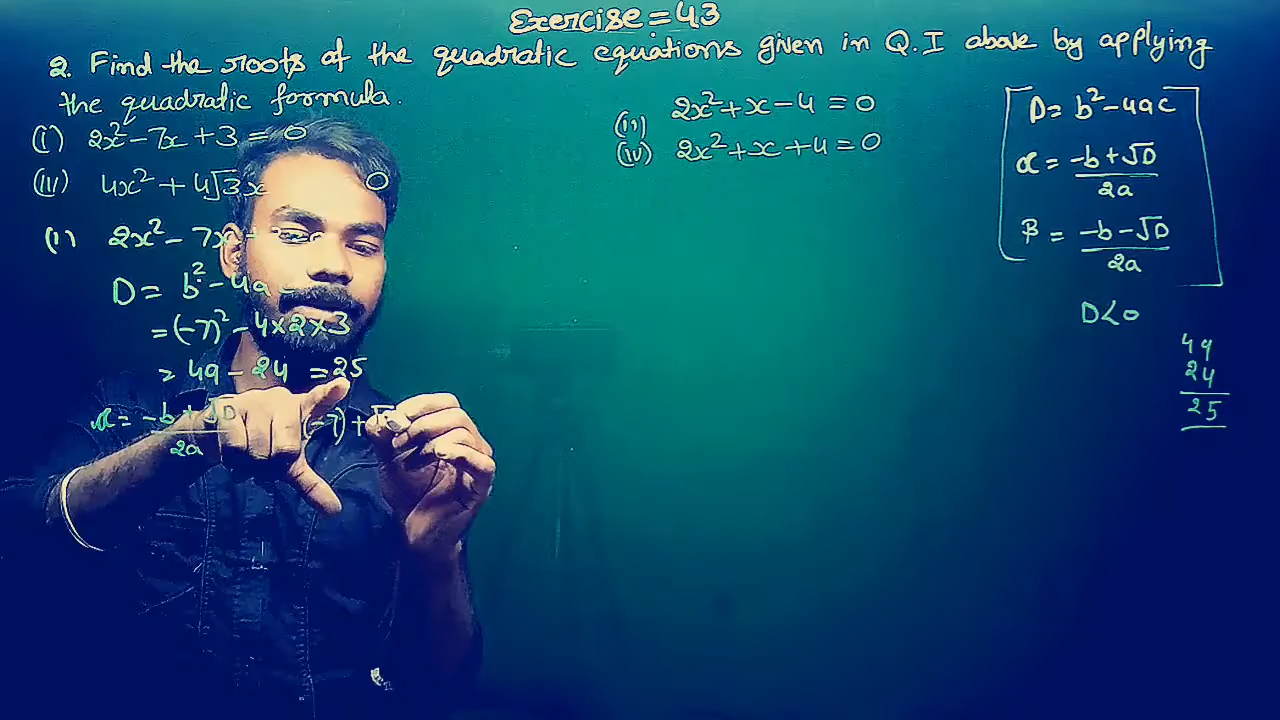 Exercise = 4.3
2. Find the roots of the quadratic equations given in Q.I above by applying
the quadratic formula.
(i) 2x² - 7x + 3 = 0
(ii) 2x² + x - 4 = 0
(iii) 4x² + 4√3x 0
(iv) 2x² + x + 4 = 0
D = b² - 4ac
α = -b + √D / 2a
β = -b - √D / 2a
D < 0
49
24
25
(i) 2x² - 7x
D = b² - 4a
= (-7)² - 4×2×3
= 49 - 24 = 25
α = -b + √D / 2a (-7) + √